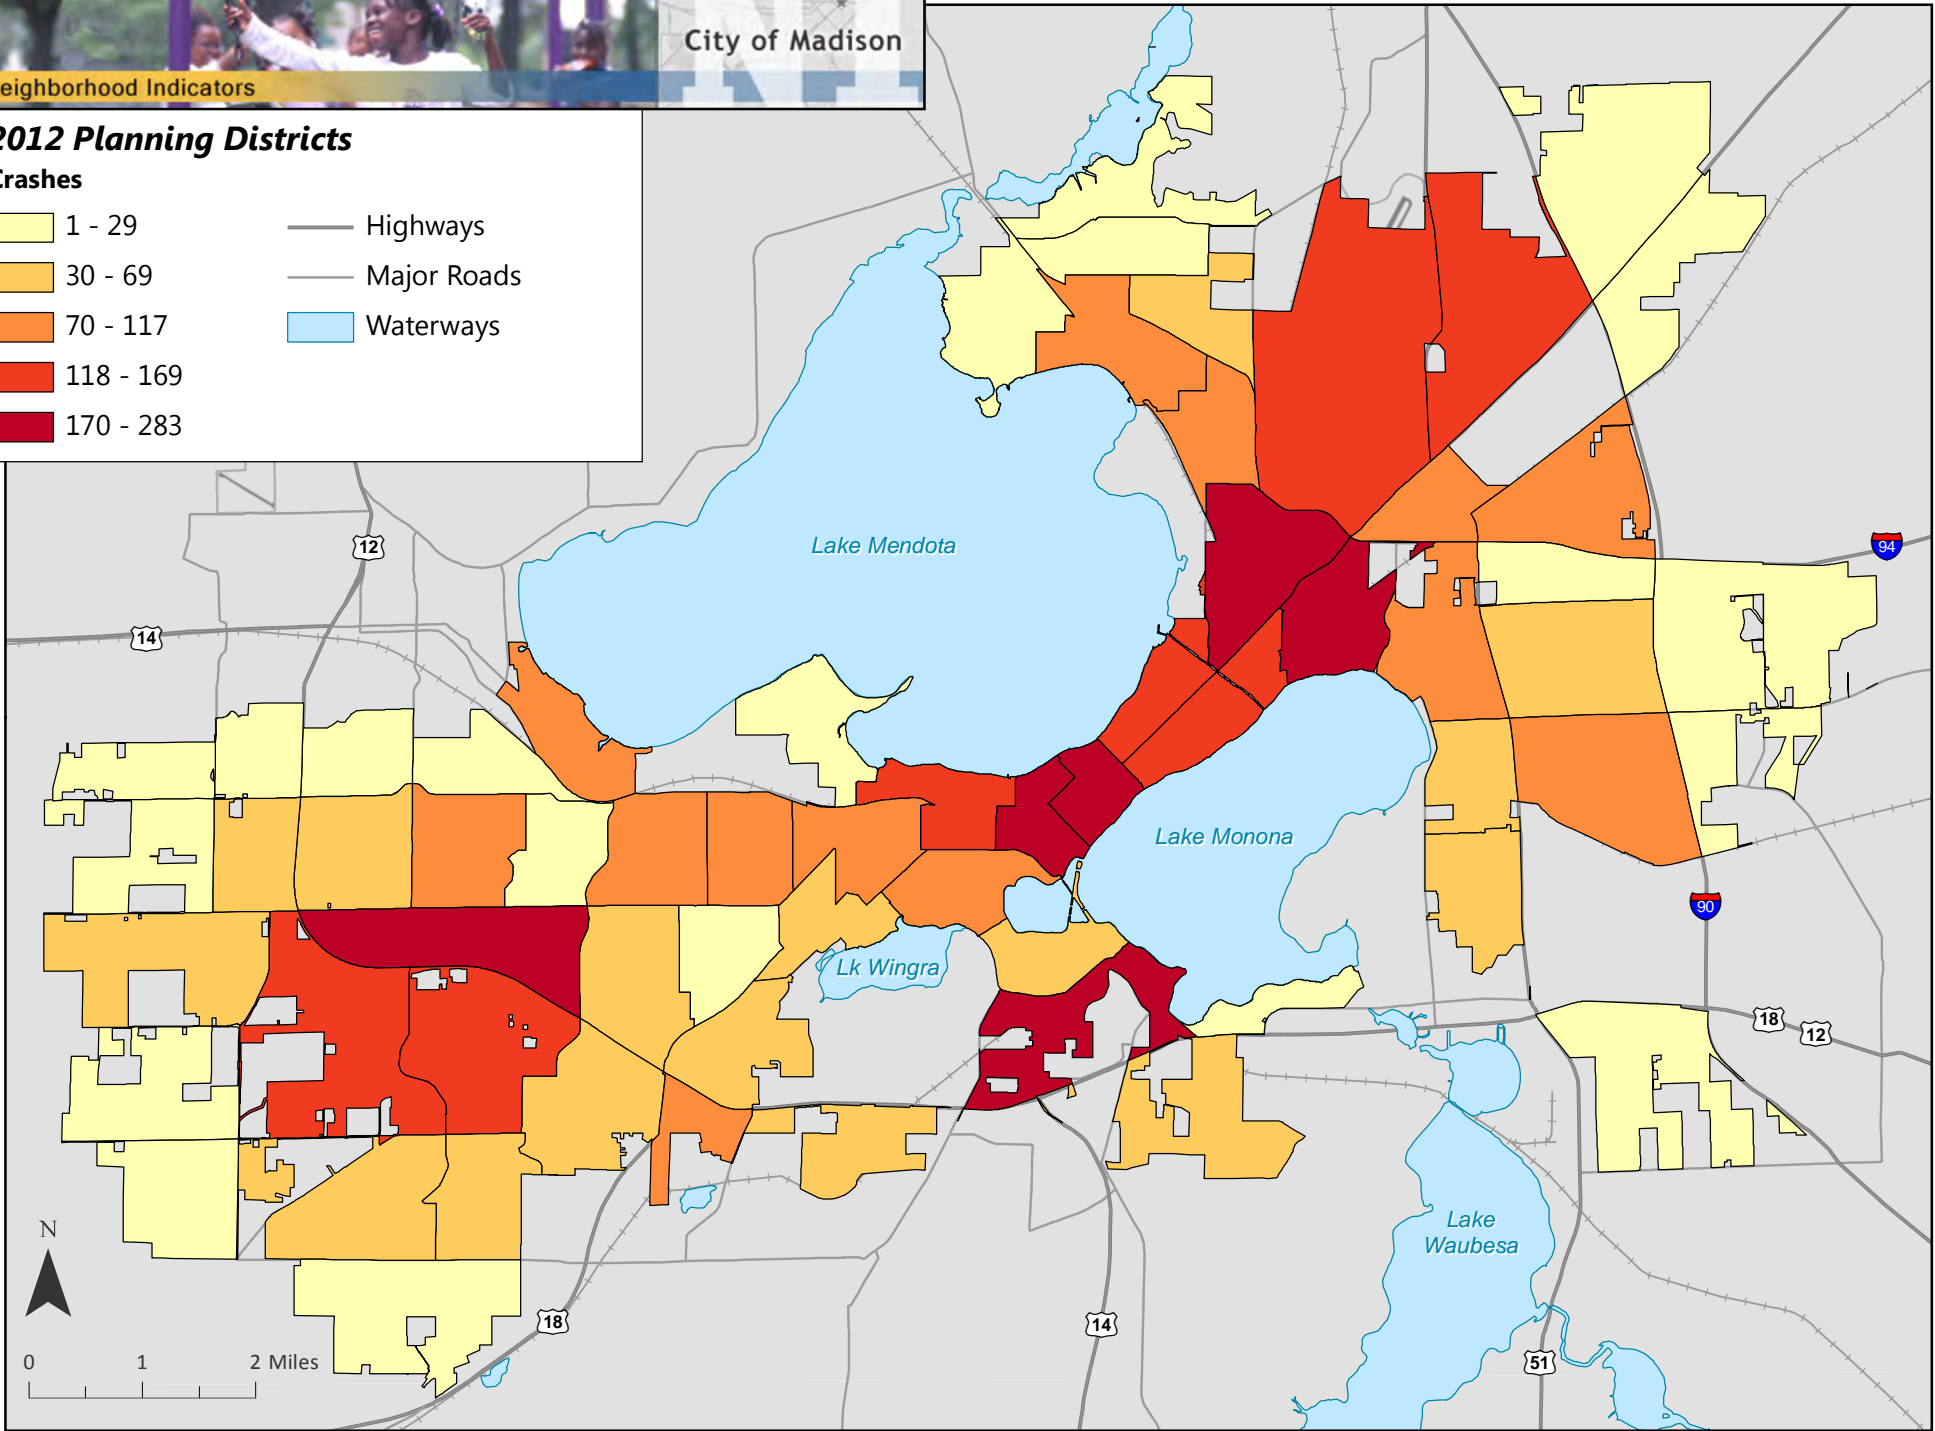 City of Madison
eighborhood Indicators
2012 Planning Districts
Crashes
1 - 29
30 - 69
70 - 117
118 - 169
170 - 283
Highways
Major Roads
Waterways
12
14
Lake Mendota
94
Lake Monona
90
Lk Wingra
18
12
Lake
Waubesa
N
18
14
51
0 1 2 Miles